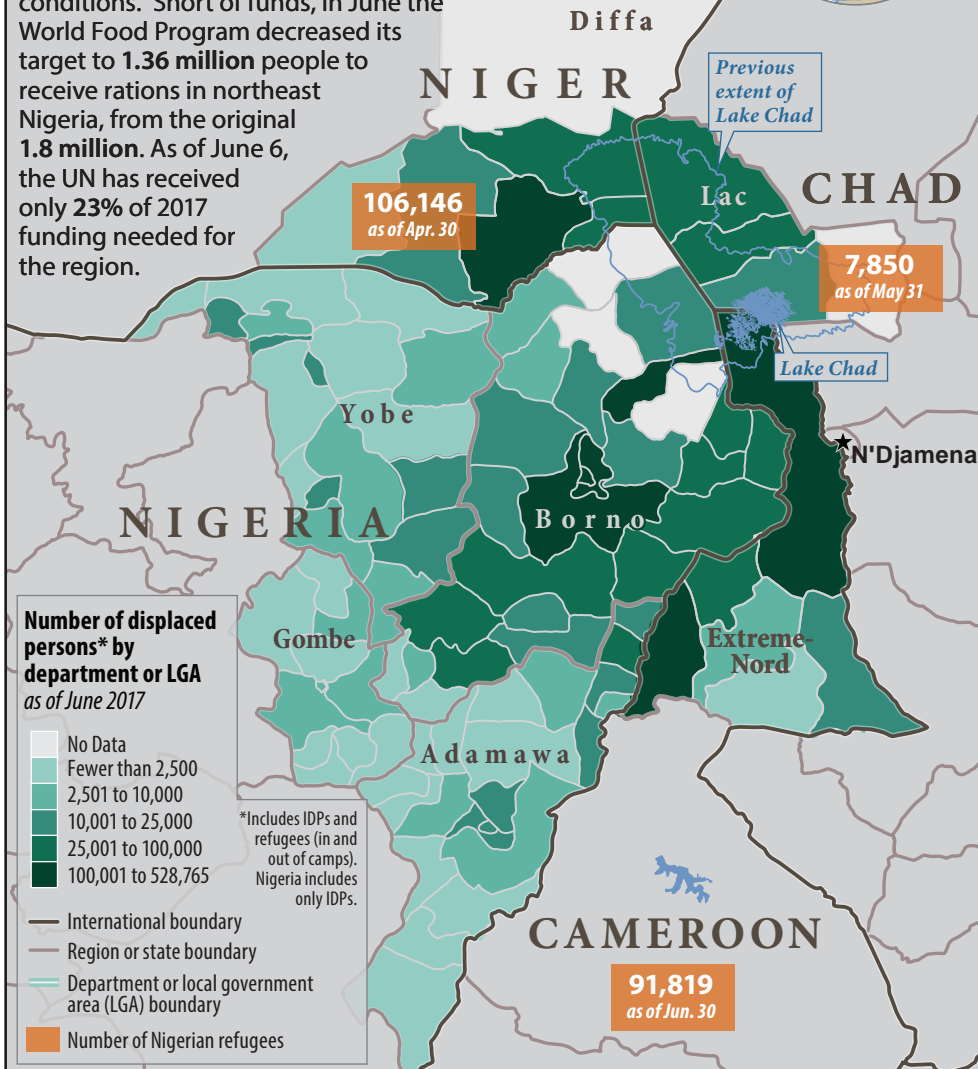 conditions. Short of funds, in June the
World Food Program decreased its
target to 1.36 million people to
receive rations in northeast
Nigeria, from the original
1.8 million. As of June 6,
the UN has received
only 23% of 2017
funding needed for
the region.
Diffa
NIGER
Previous
extent of
Lake Chad
Lac
CHAD
106,146
as of Apr. 30
7,850
as of May 31
Lake Chad
Yobe
N'Djamena
NIGERIA
Borno
Gombe
Extreme-
Nord
Adamawa
Number of displaced
persons* by
department or LGA
as of June 2017
No Data
Fewer than 2,500
2,501 to 10,000
10,001 to 25,000
25,001 to 100,000
100,001 to 528,765
*Includes IDPs and
refugees (in and
out of camps).
Nigeria includes
only IDPs.
International boundary
Region or state boundary
Department or local government
area (LGA) boundary
Number of Nigerian refugees
CAMEROON
91,819
as of Jun. 30